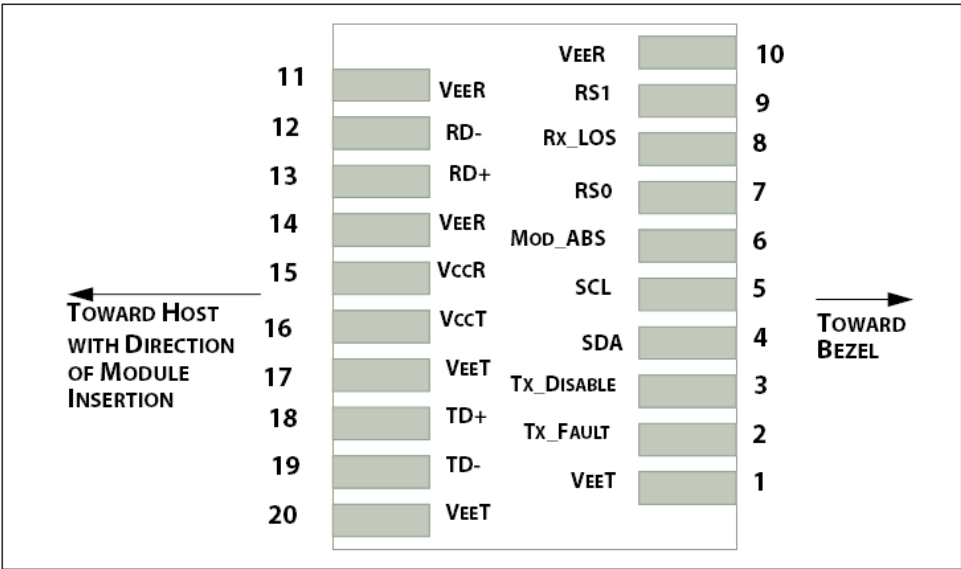 11 VEER
12 RD-
13 RD+
14 VEER
15 VCCR
16 VCCT
17 VEET
18 TD+
19 TD-
20 VEET
VEER 10
RS1 9
RX_LOS 8
RS0 7
MOD_ABS 6
SCL 5
SDA 4
TX_DISABLE 3
TX_FAULT 2
VEET 1
TOWARD HOST
WITH DIRECTION
OF MODULE
INSERTION
TOWARD
BEZEL